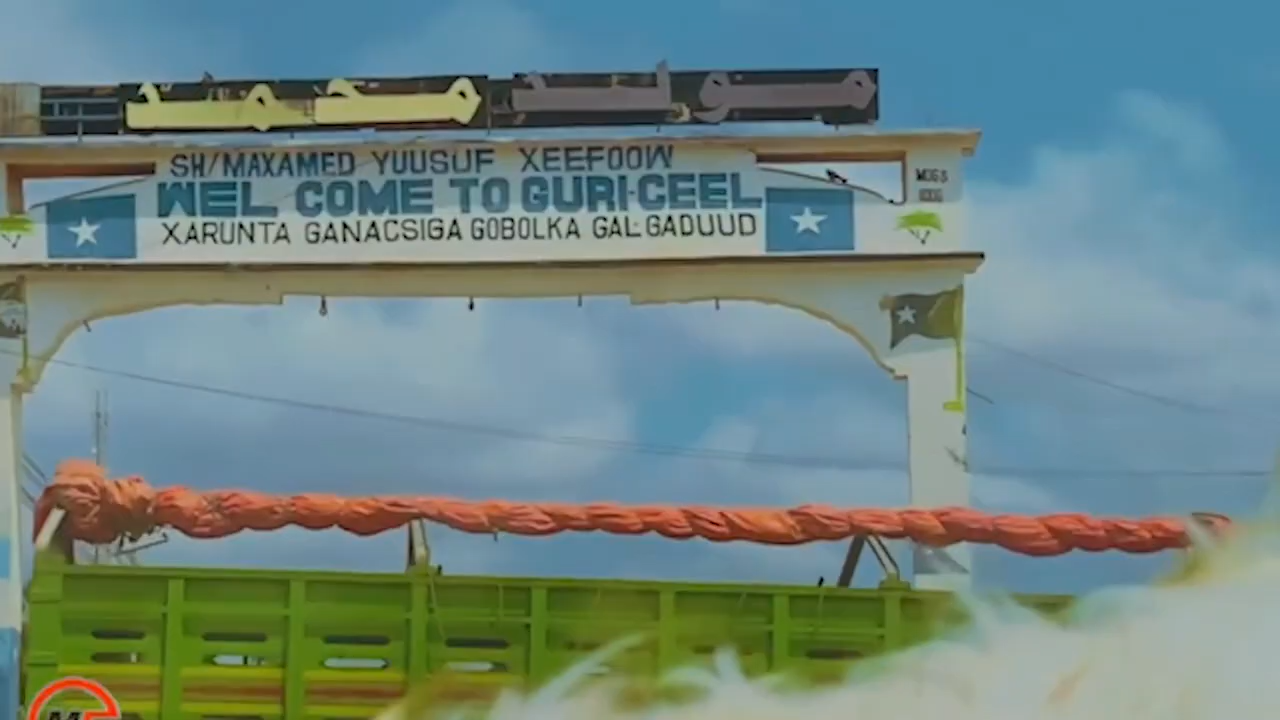 مولد محمد
SH/MAXAMED YUUSUF XEEFOOW
WEL COME TO GURI-CEEL
XARUNTA GANACSIGA GOBOLKA GAL-GADUUD